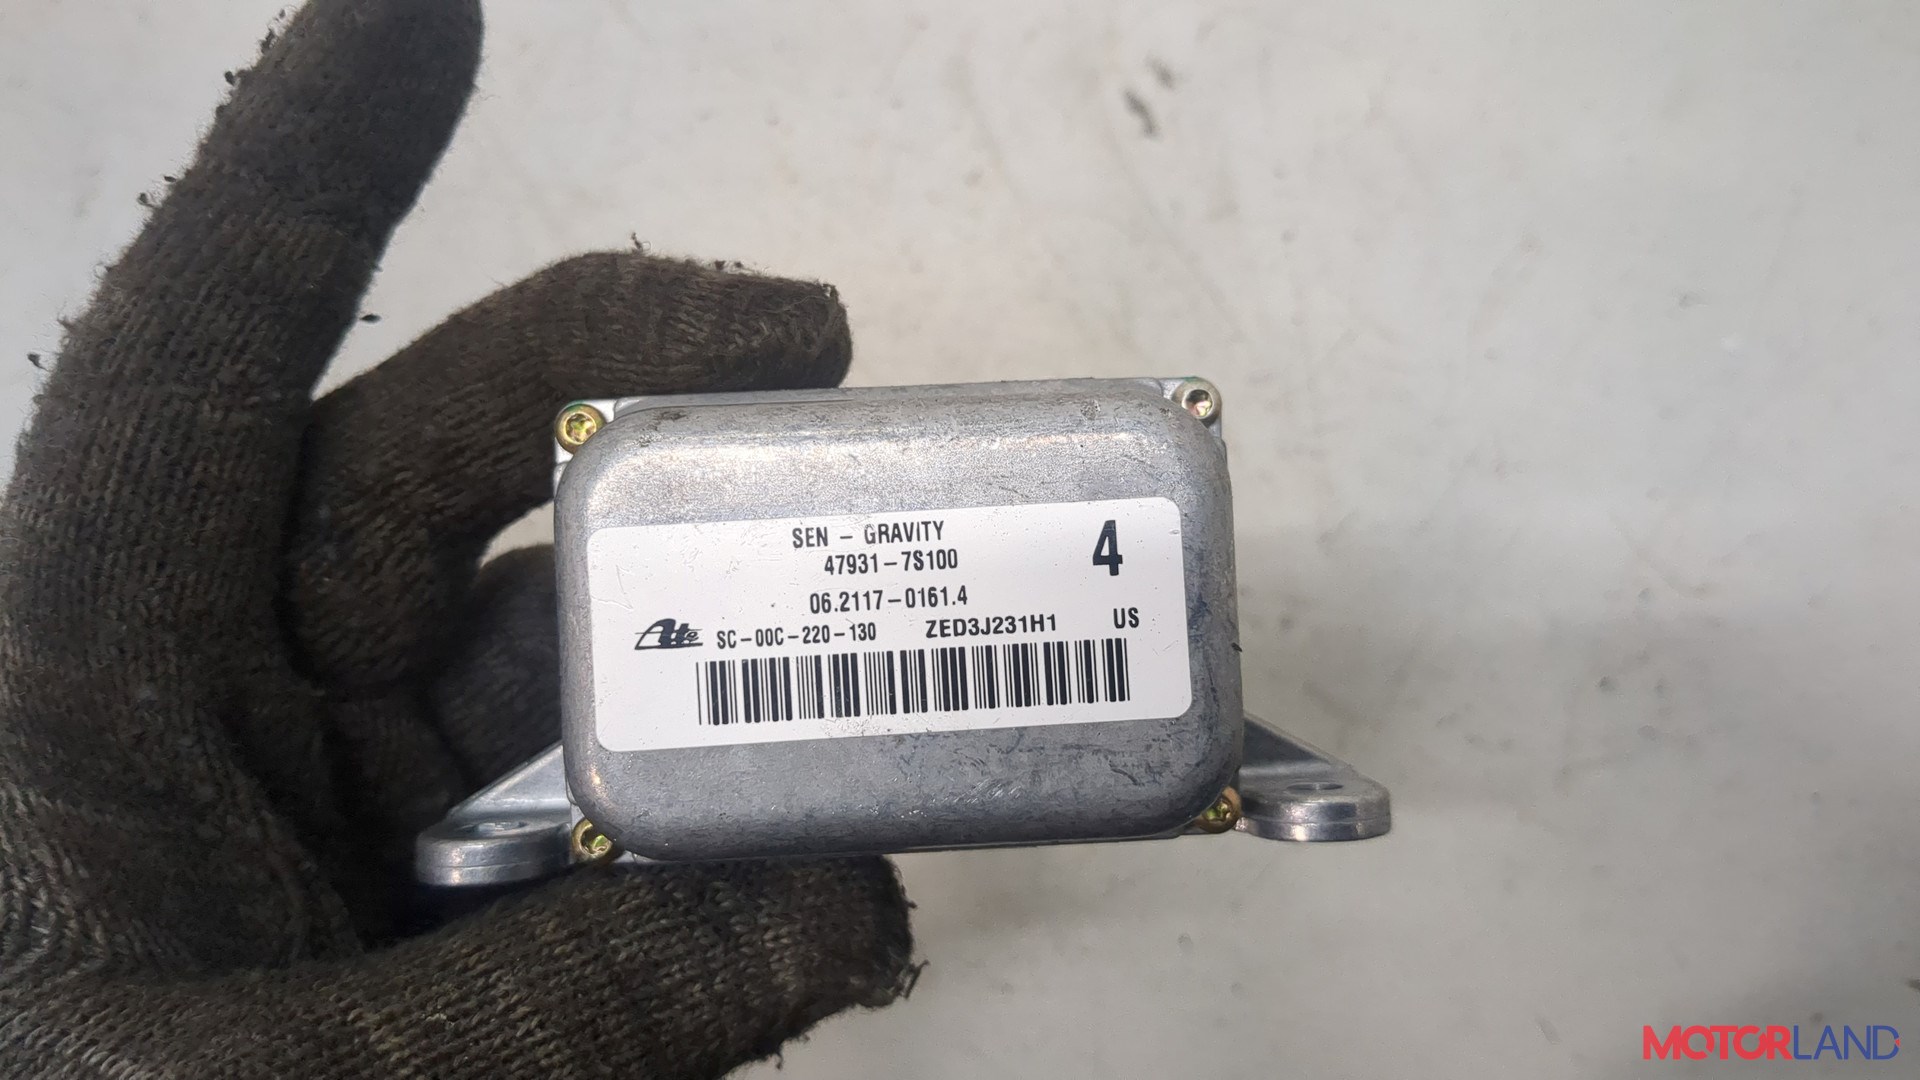 SEN - GRAVITY
47931-7S100
4
06.2117-0161.4
Ate SC-00C-220-130 ZED3J231H1 US
MOTORLAND